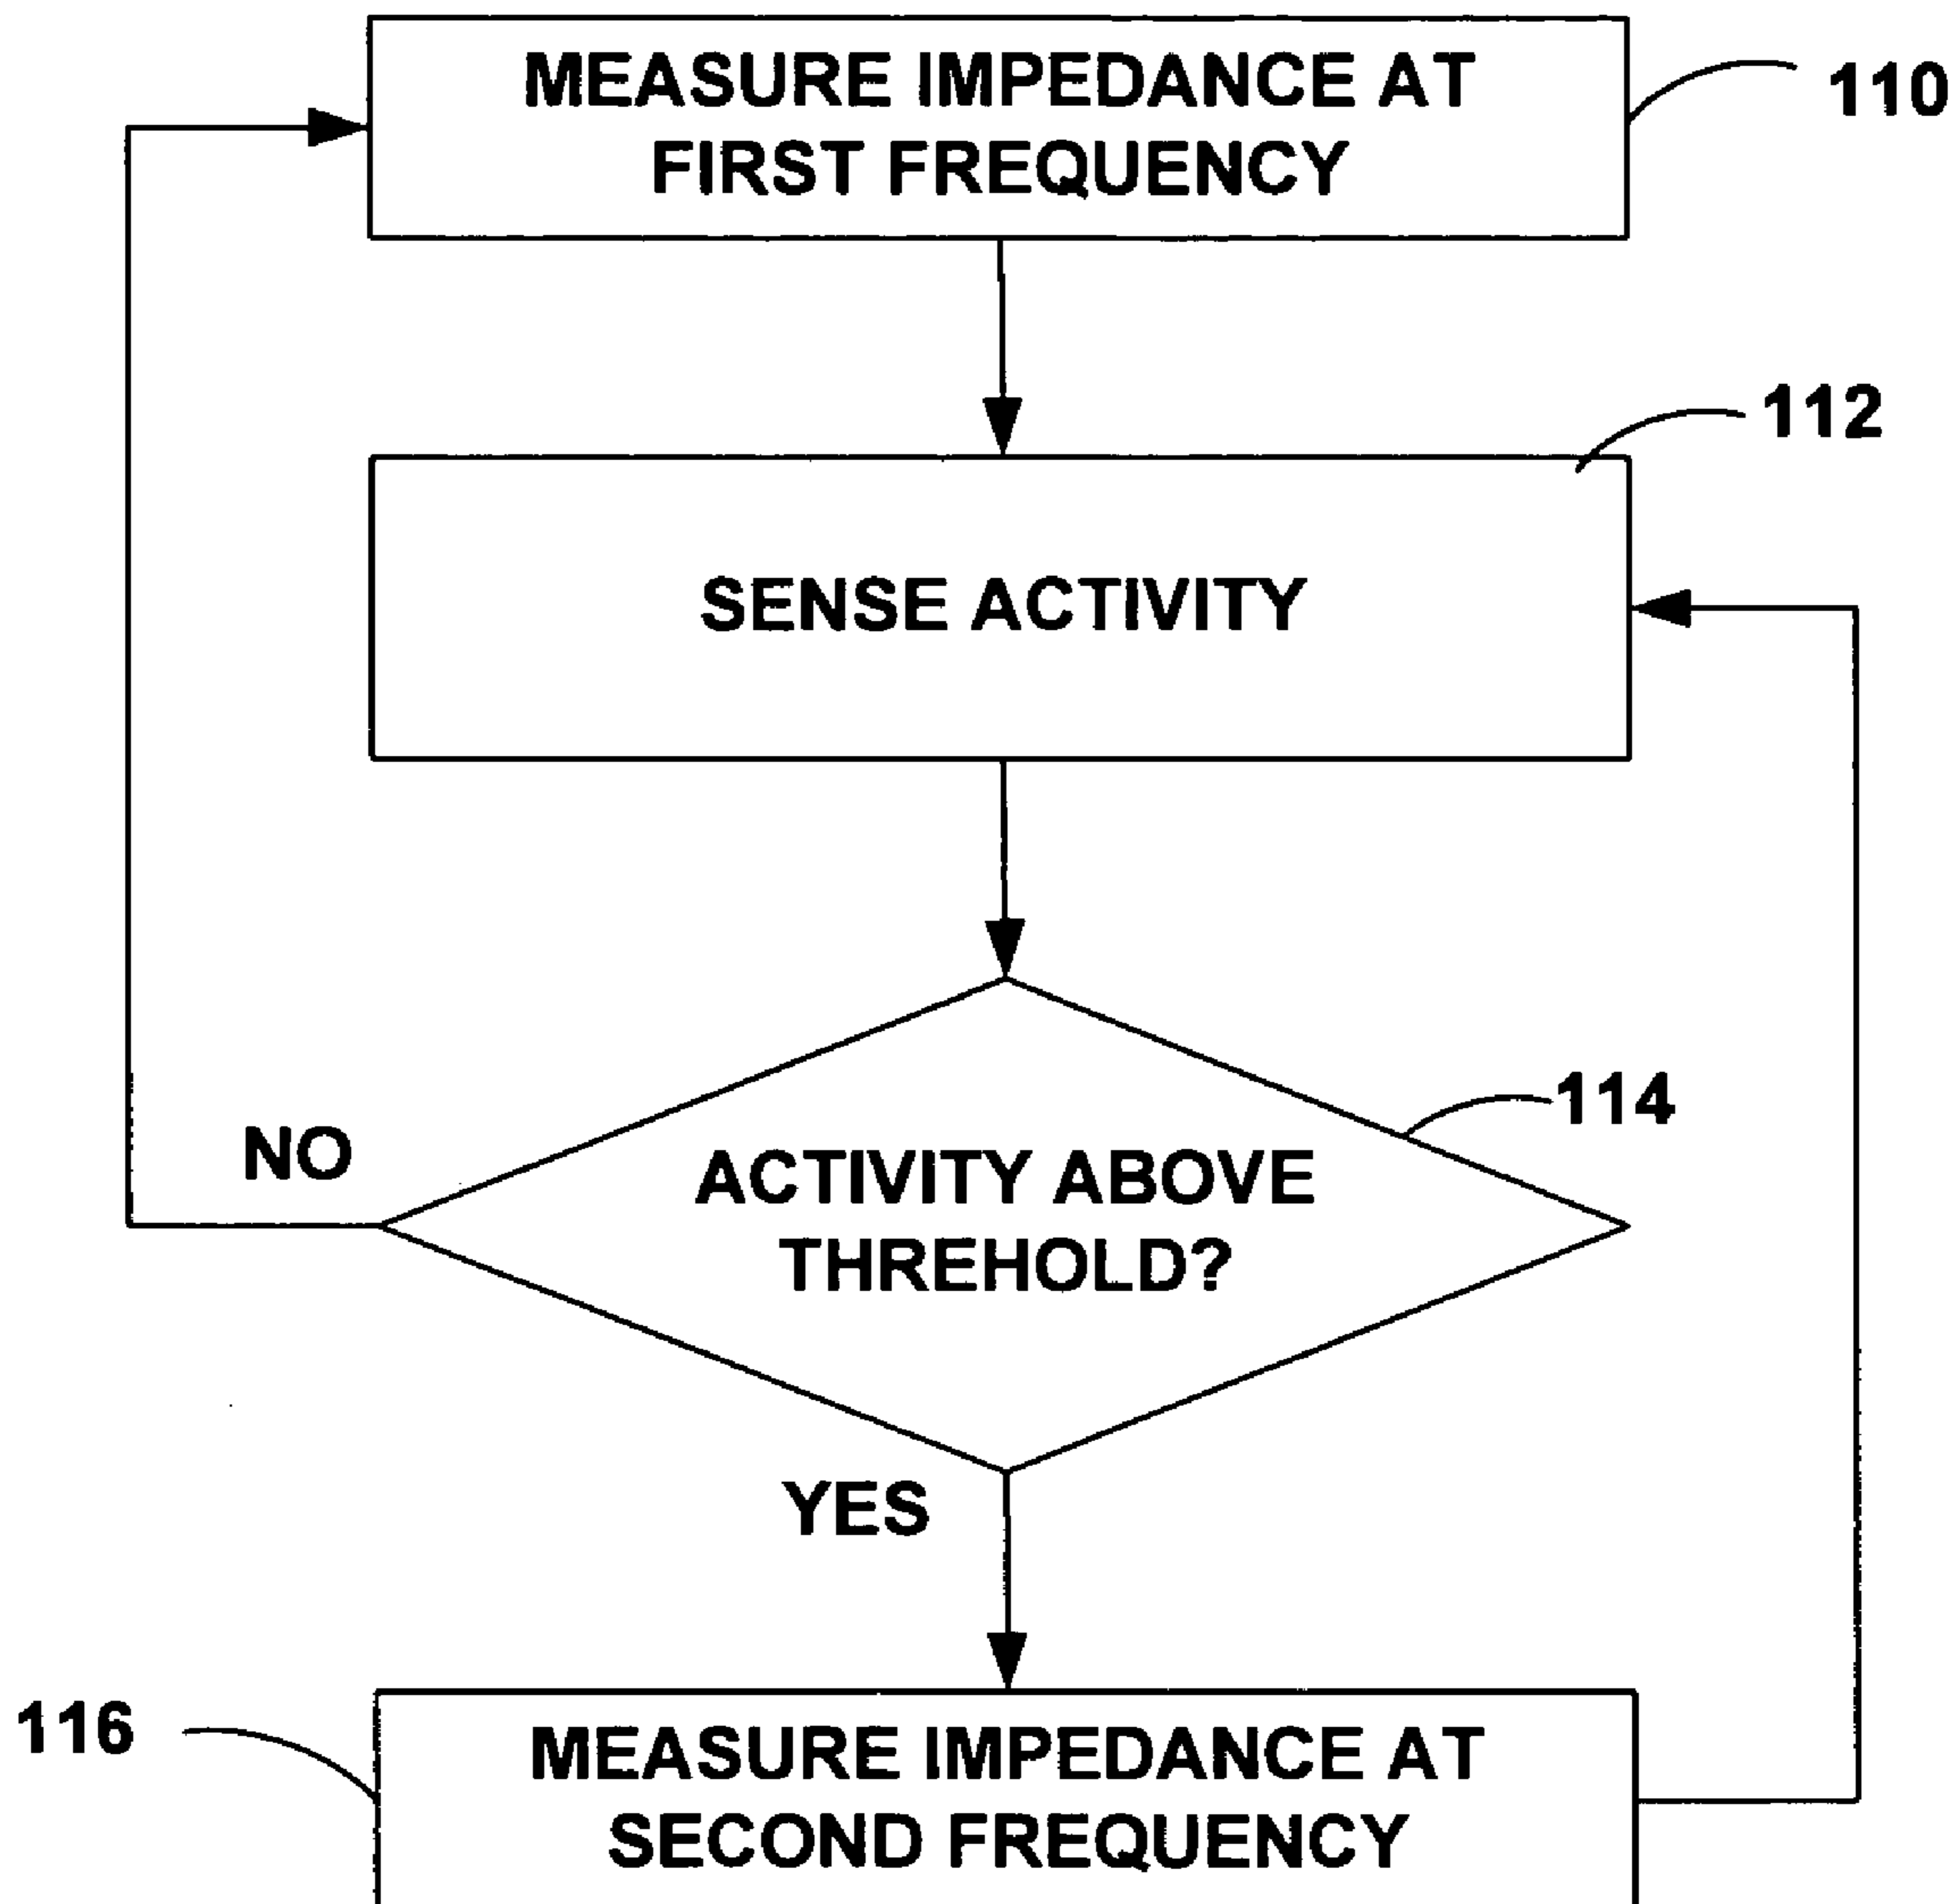 MEASURE IMPEDANCE AT
FIRST FREQUENCY
110
112
SENSE ACTIVITY
114
NO
ACTIVITY ABOVE
THREHOLD?
YES
116
MEASURE IMPEDANCE AT
SECOND FREQUENCY